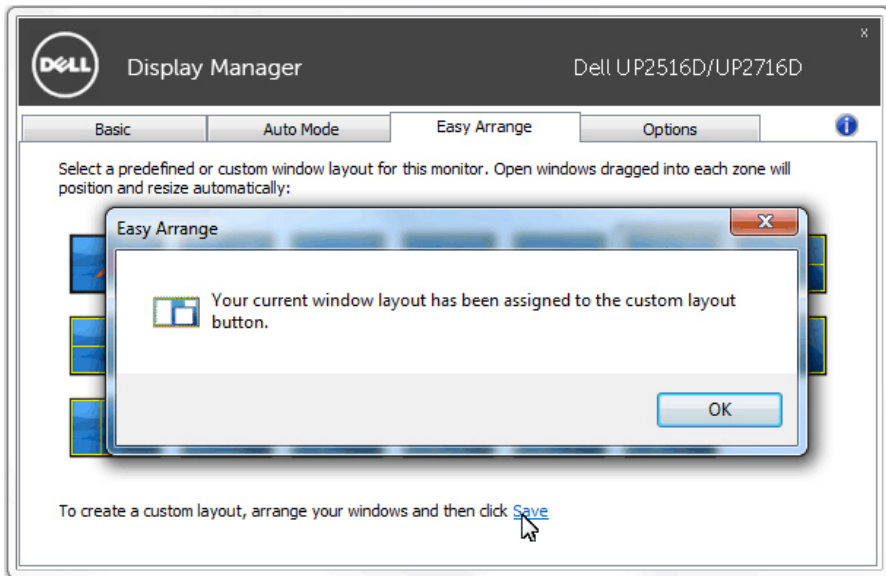 x
DELL
Display Manager
Dell UP2516D/UP2716D
Basic
Auto Mode
Easy Arrange
Options
i
Select a predefined or custom window layout for this monitor. Open windows dragged into each zone will
position and resize automatically:
Easy Arrange
X
Your current window layout has been assigned to the custom layout
button.
OK
To create a custom layout, arrange your windows and then click Save